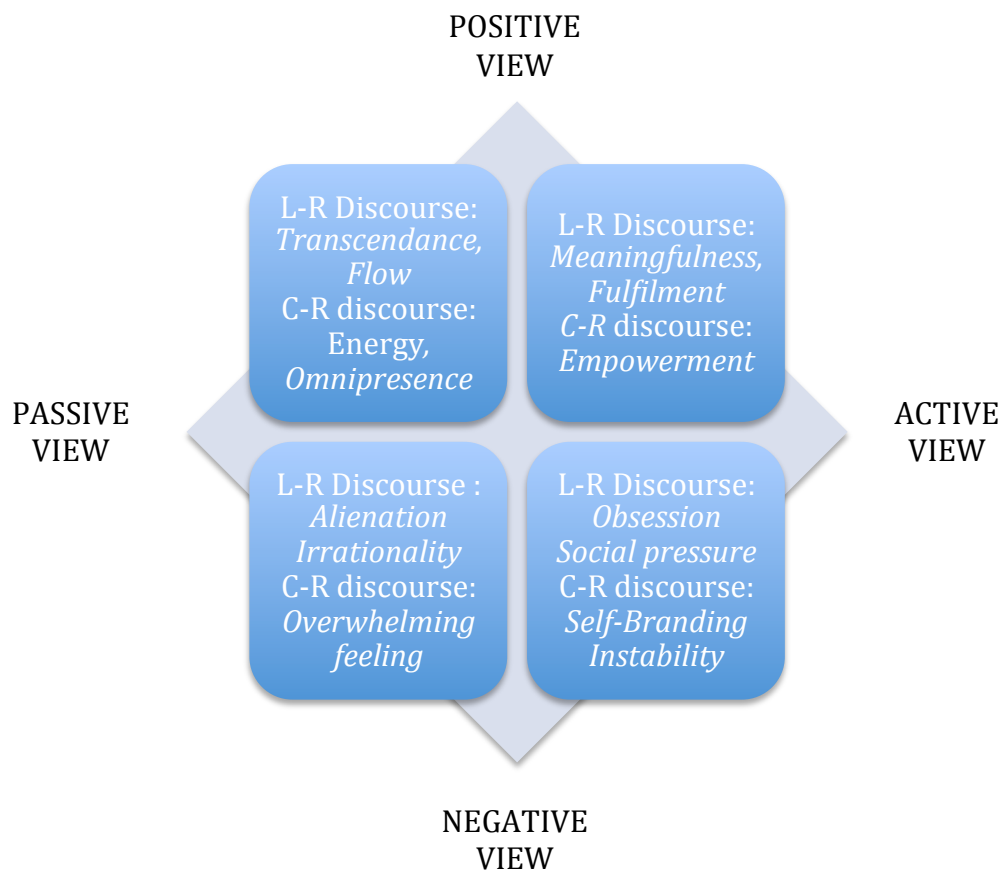 POSITIVE
VIEW
L-R Discourse:
Transcendance,
Flow
C-R discourse:
Energy,
Omnipresence
L-R Discourse:
Meaningfulness,
Fulfilment
C-R discourse:
Empowerment
PASSIVE
VIEW
ACTIVE
VIEW
L-R Discourse :
Alienation
Irrationality
C-R discourse:
Overwhelming
feeling
L-R Discourse:
Obsession
Social pressure
C-R discourse:
Self-Branding
Instability
NEGATIVE
VIEW